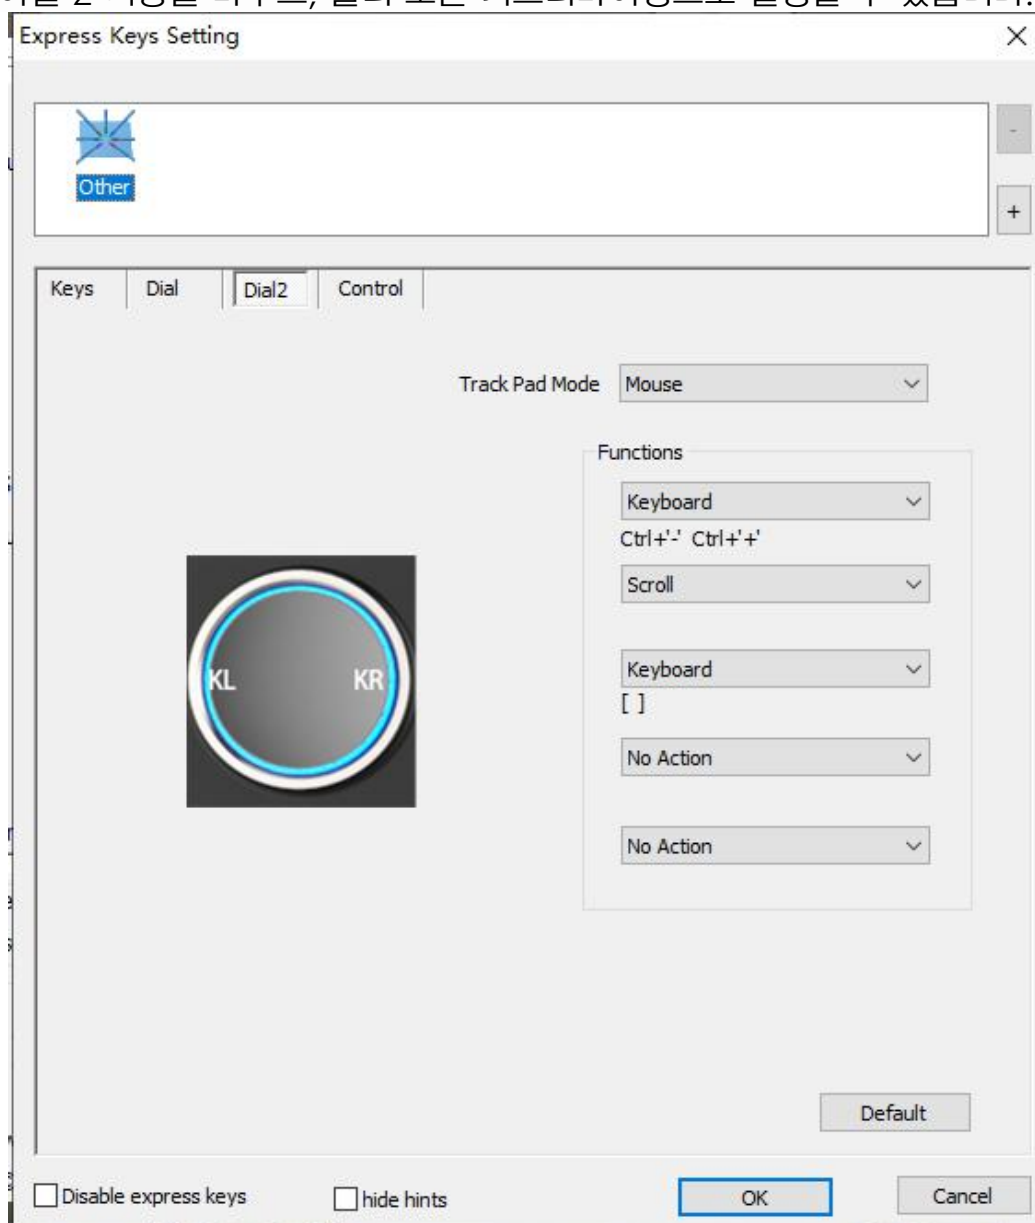 Express Keys Setting
-
Other
+
Keys Dial Dial2 Control
Track Pad Mode Mouse
Functions
Keyboard
Ctrl+'-' Ctrl+'+'
Scroll
KL KR
Keyboard
[ ]
No Action
No Action
Default
Disable express keys hide hints OK Cancel